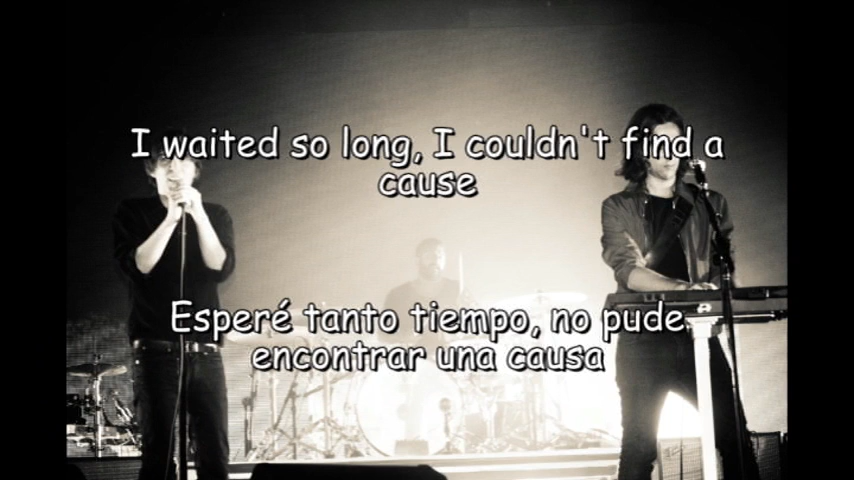 I waited so long, I couldn't find a
cause
Esperé tanto tiempo, no pude
encontrar una causa